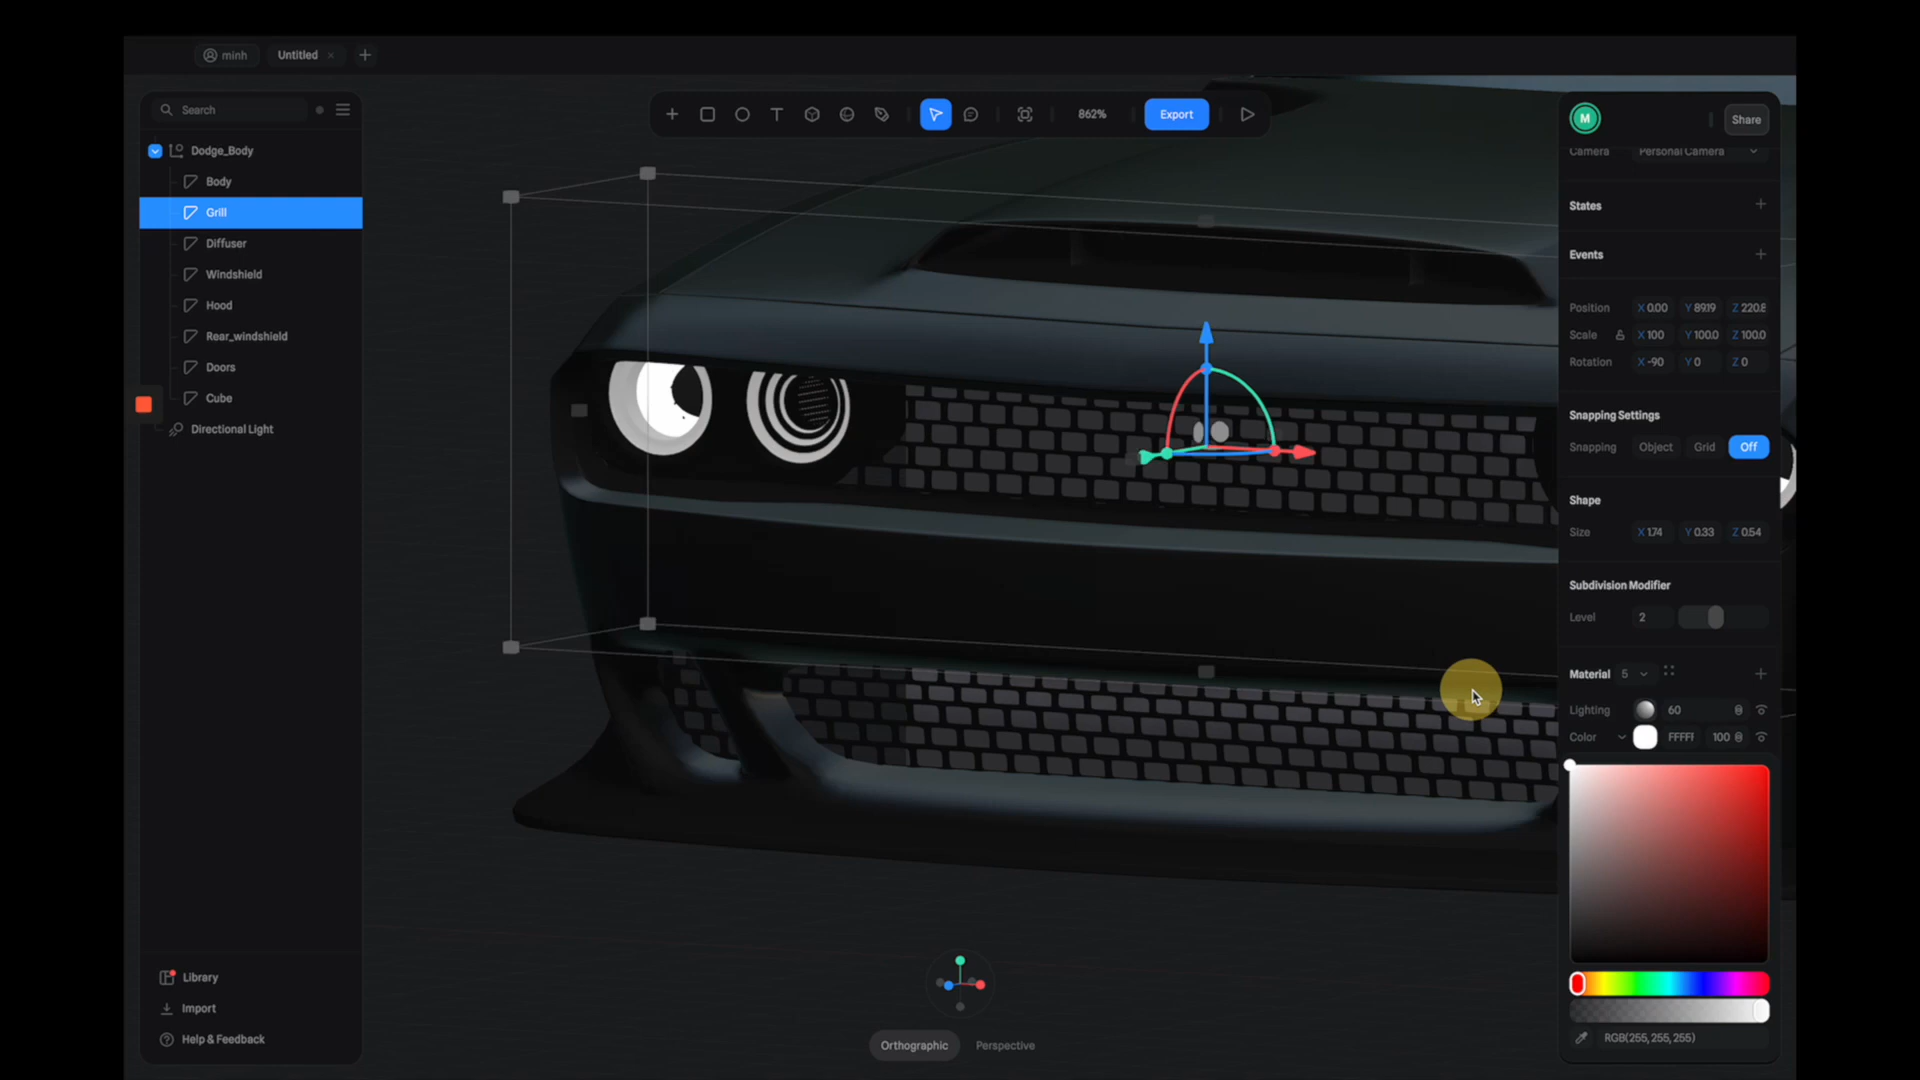 minh
Untitled
Search
862%
Export
M
Share
Camera Personal Camera
Dodge_Body
Body
Grill
Diffuser
Windshield
Hood
Rear_windshield
Doors
Cube
Directional Light
States
Events
Position X 0.00 Y 89.19 Z 220.8
Scale X 100 Y 100.0 Z 100.0
Rotation X -90 Y 0 Z 0
Snapping Settings
Snapping Object Grid Off
Shape
Size X 1.74 Y 0.33 Z 0.54
Subdivision Modifier
Level 2
Material 5
Lighting 60
Color FFFFF 100
RGB(255, 255, 255)
Library
Import
Help & Feedback
Orthographic Perspective